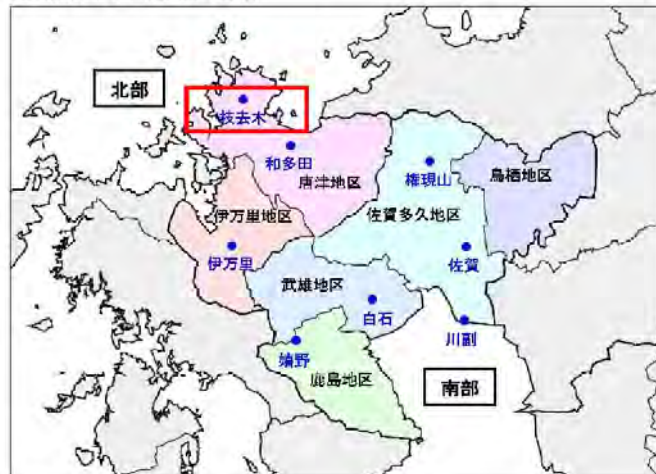 北部
枝去木
和多田
唐津地区
権現山
鳥栖地区
伊万里地区
佐賀多久地区
伊万里
佐賀
武雄地区
白石
川副
嬉野
鹿島地区
南部